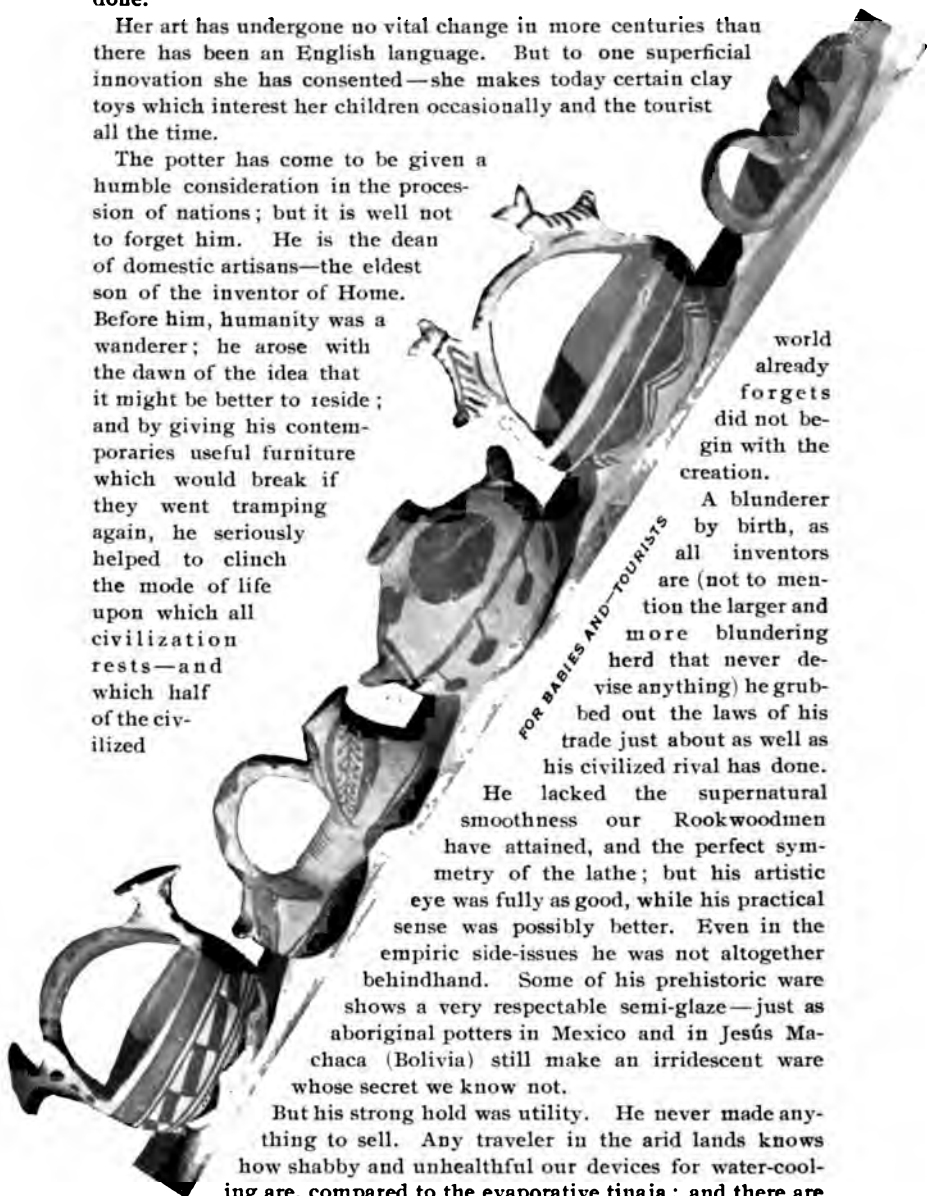 done.
Her art has undergone no vital change in more centuries than
there has been an English language. But to one superficial
innovation she has consented—she makes today certain clay
toys which interest her children occasionally and the tourist
all the time.
The potter has come to be given a
humble consideration in the proces-
sion of nations; but it is well not
to forget him. He is the dean
of domestic artisans—the eldest
son of the inventor of Home.
Before him, humanity was a
wanderer; he arose with
the dawn of the idea that
it might be better to reside;
and by giving his contem-
poraries useful furniture
which would break if
they went tramping
again, he seriously
helped to clinch
the mode of life
upon which all
civilization
rests—and
which half
of the civ-
ilized
world
already
forgets
did not be-
gin with the
creation.
A blunderer
by birth, as
all inventors
are (not to men-
tion the larger and
more blundering
herd that never de-
vise anything) he grub-
bed out the laws of his
trade just about as well as
his civilized rival has done.
He lacked the supernatural
smoothness our Rookwoodmen
have attained, and the perfect sym-
metry of the lathe; but his artistic
eye was fully as good, while his practical
sense was possibly better. Even in the
empiric side-issues he was not altogether
behindhand. Some of his prehistoric ware
shows a very respectable semi-glaze—just as
aboriginal potters in Mexico and in Jesús Ma-
chaca (Bolivia) still make an irridescent ware
whose secret we know not.
But his strong hold was utility. He never made any-
thing to sell. Any traveler in the arid lands knows
how shabby and unhealthful our devices for water-cool-
ing are, compared to the evaporative tinaja; and there are
FOR BABIES AND—TOURISTS